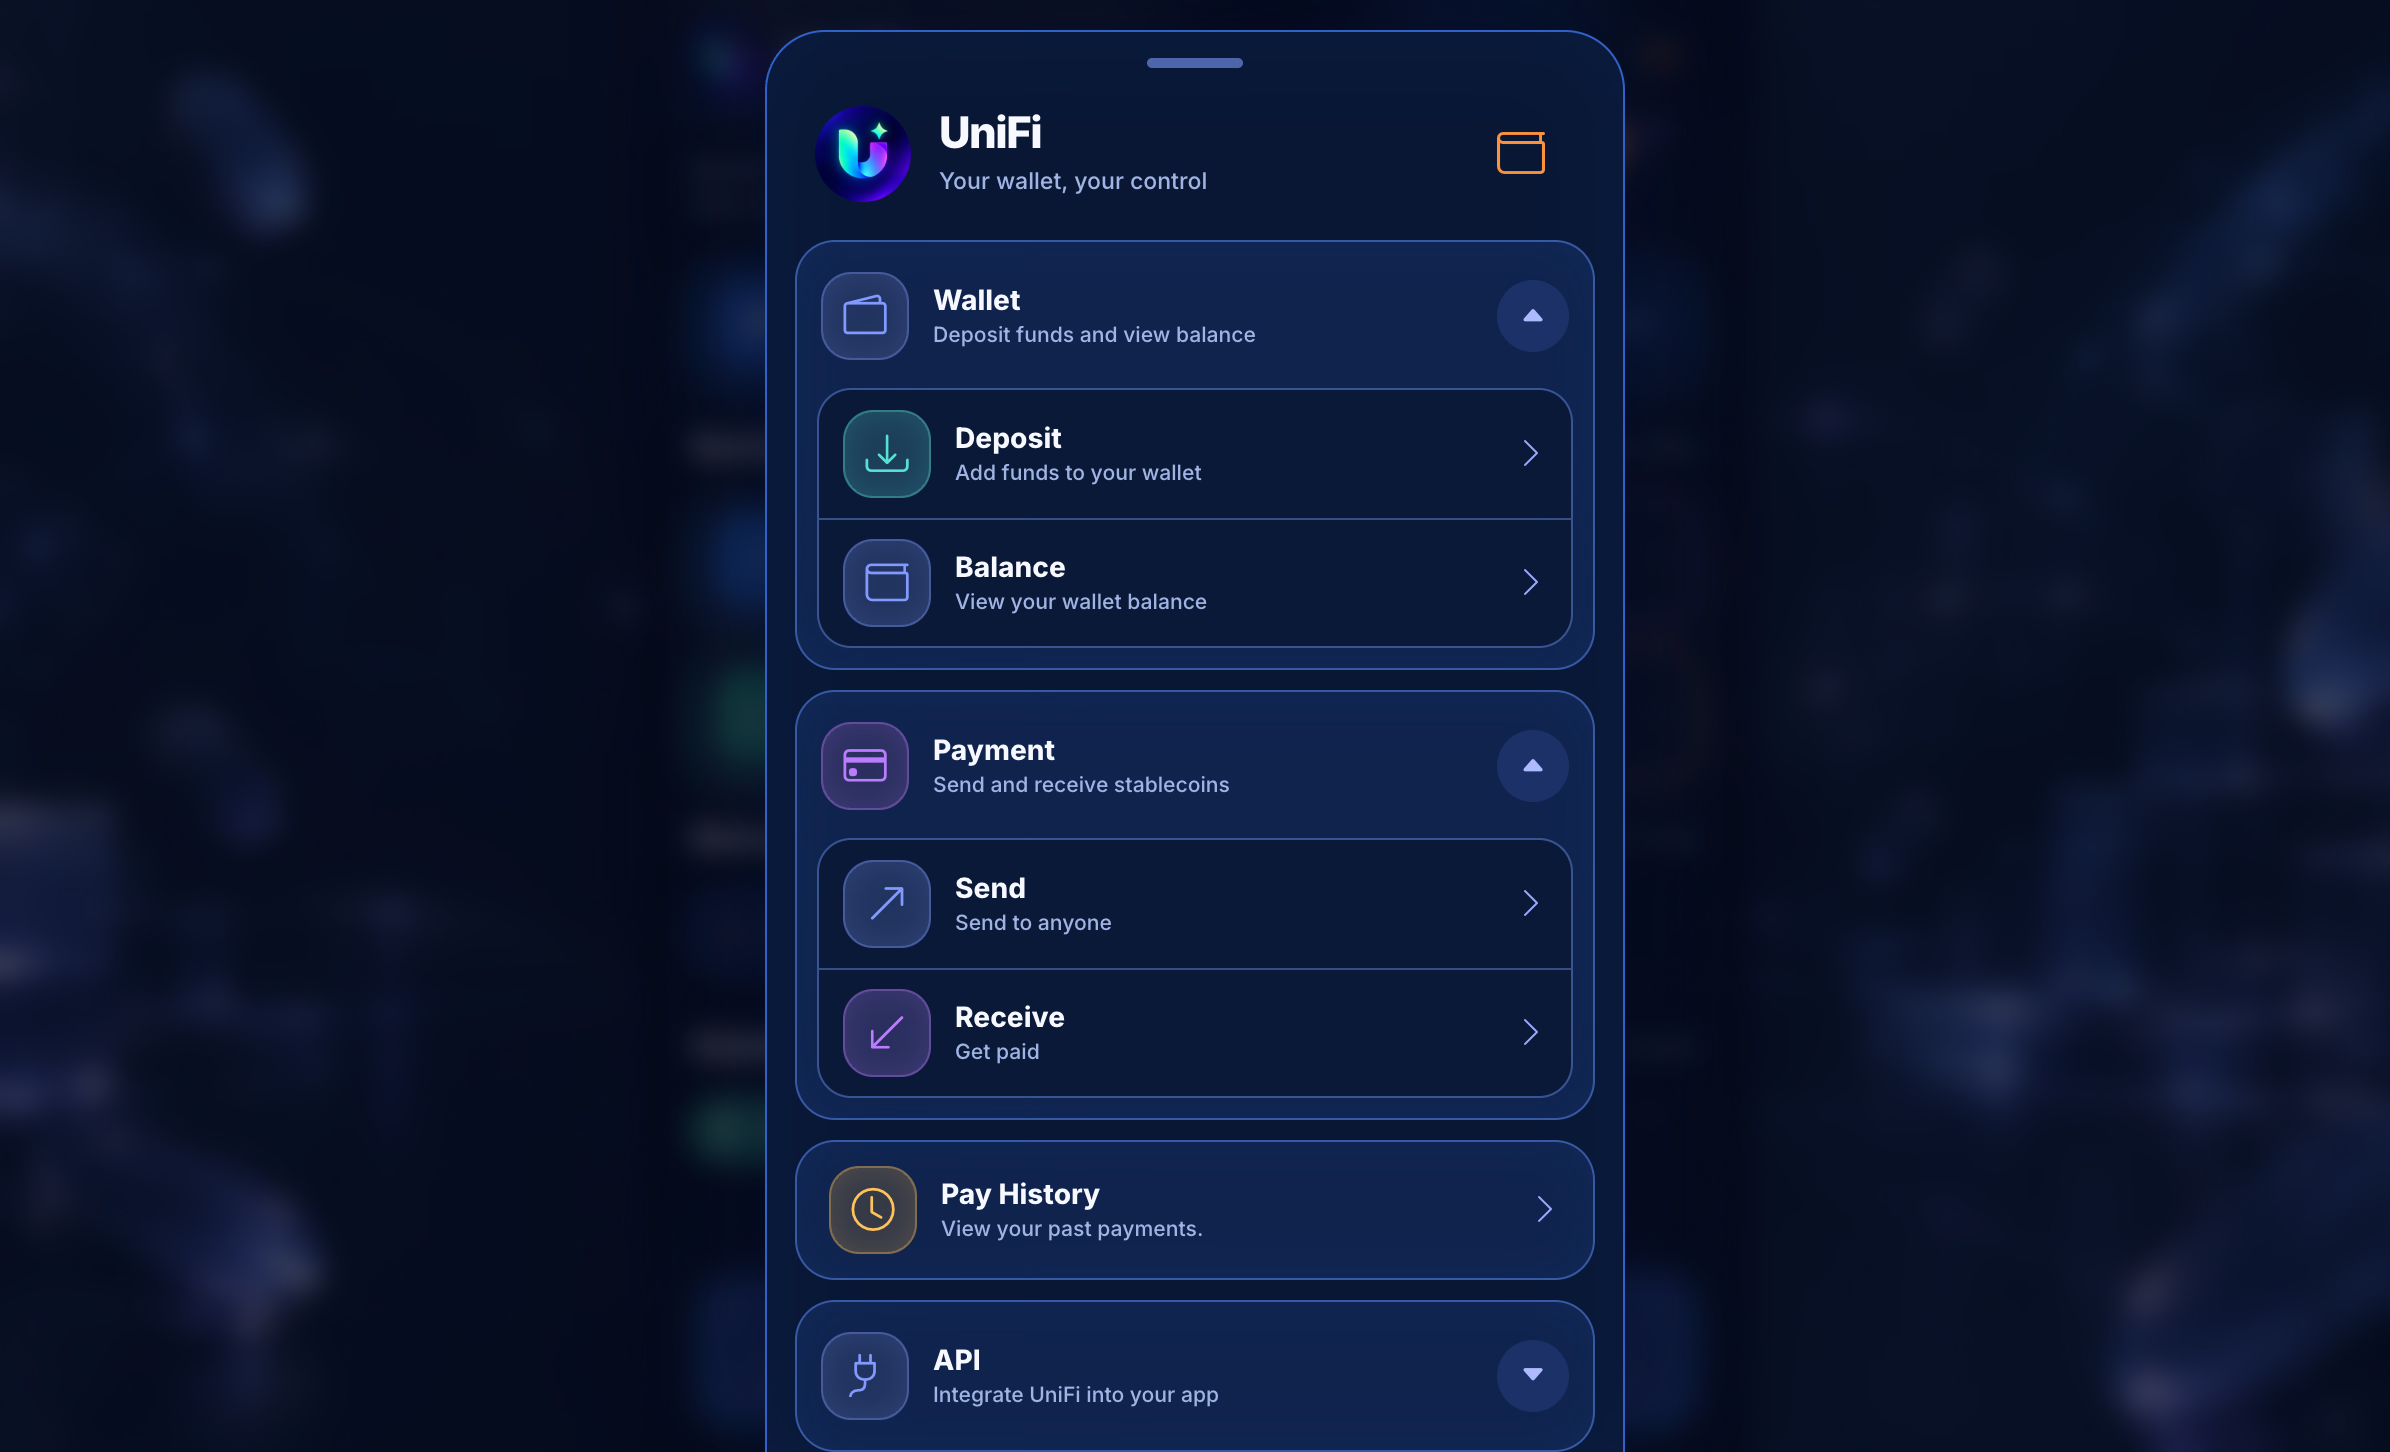 UniFi
Your wallet, your control
Wallet
Deposit funds and view balance
Deposit
Add funds to your wallet
Balance
View your wallet balance
Payment
Send and receive stablecoins
Send
Send to anyone
Receive
Get paid
Pay History
View your past payments.
API
Integrate UniFi into your app